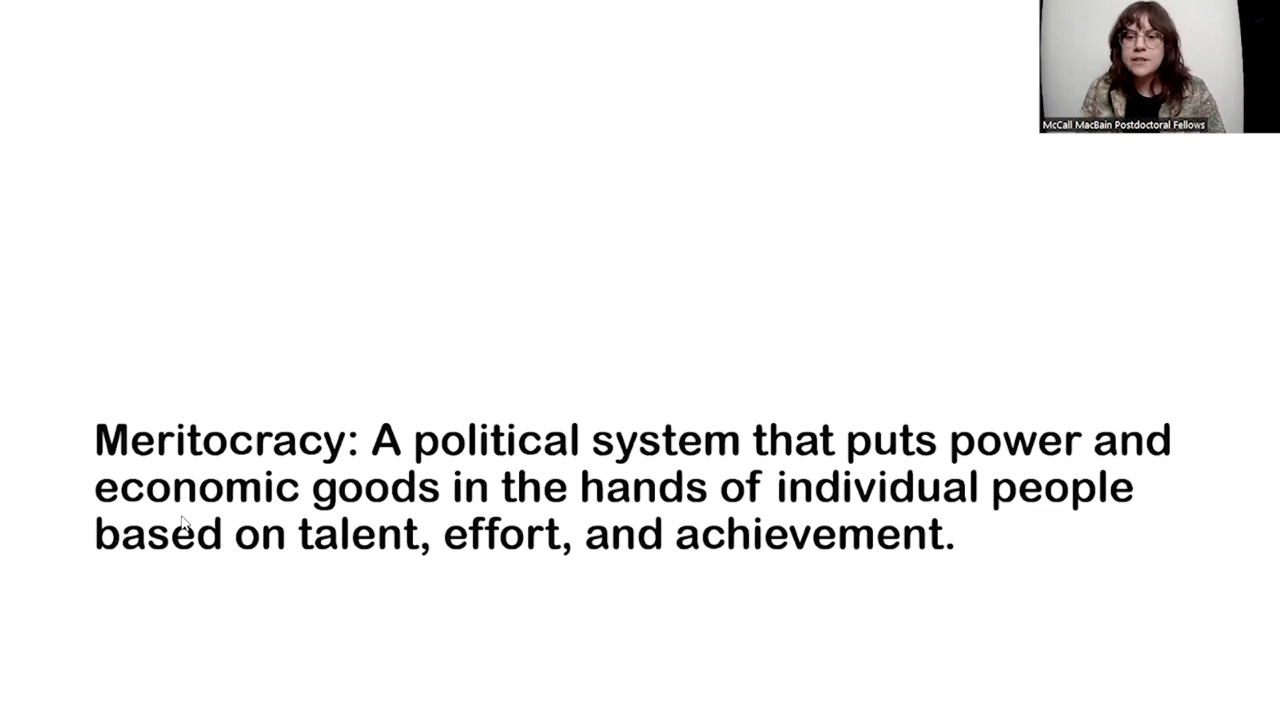 McCall MacBain Postdoctoral Fellows
Meritocracy: A political system that puts power and
economic goods in the hands of individual people
based on talent, effort, and achievement.